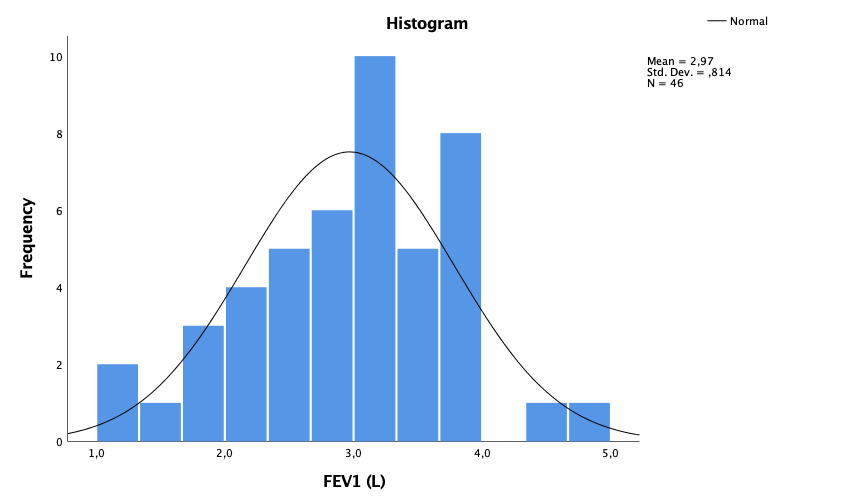 Histogram
Normal
Mean = 2,97
Std. Dev. = ,814
N = 46
10
8
6
4
2
0
Frequency
1,0 2,0 3,0 4,0 5,0
FEV1 (L)